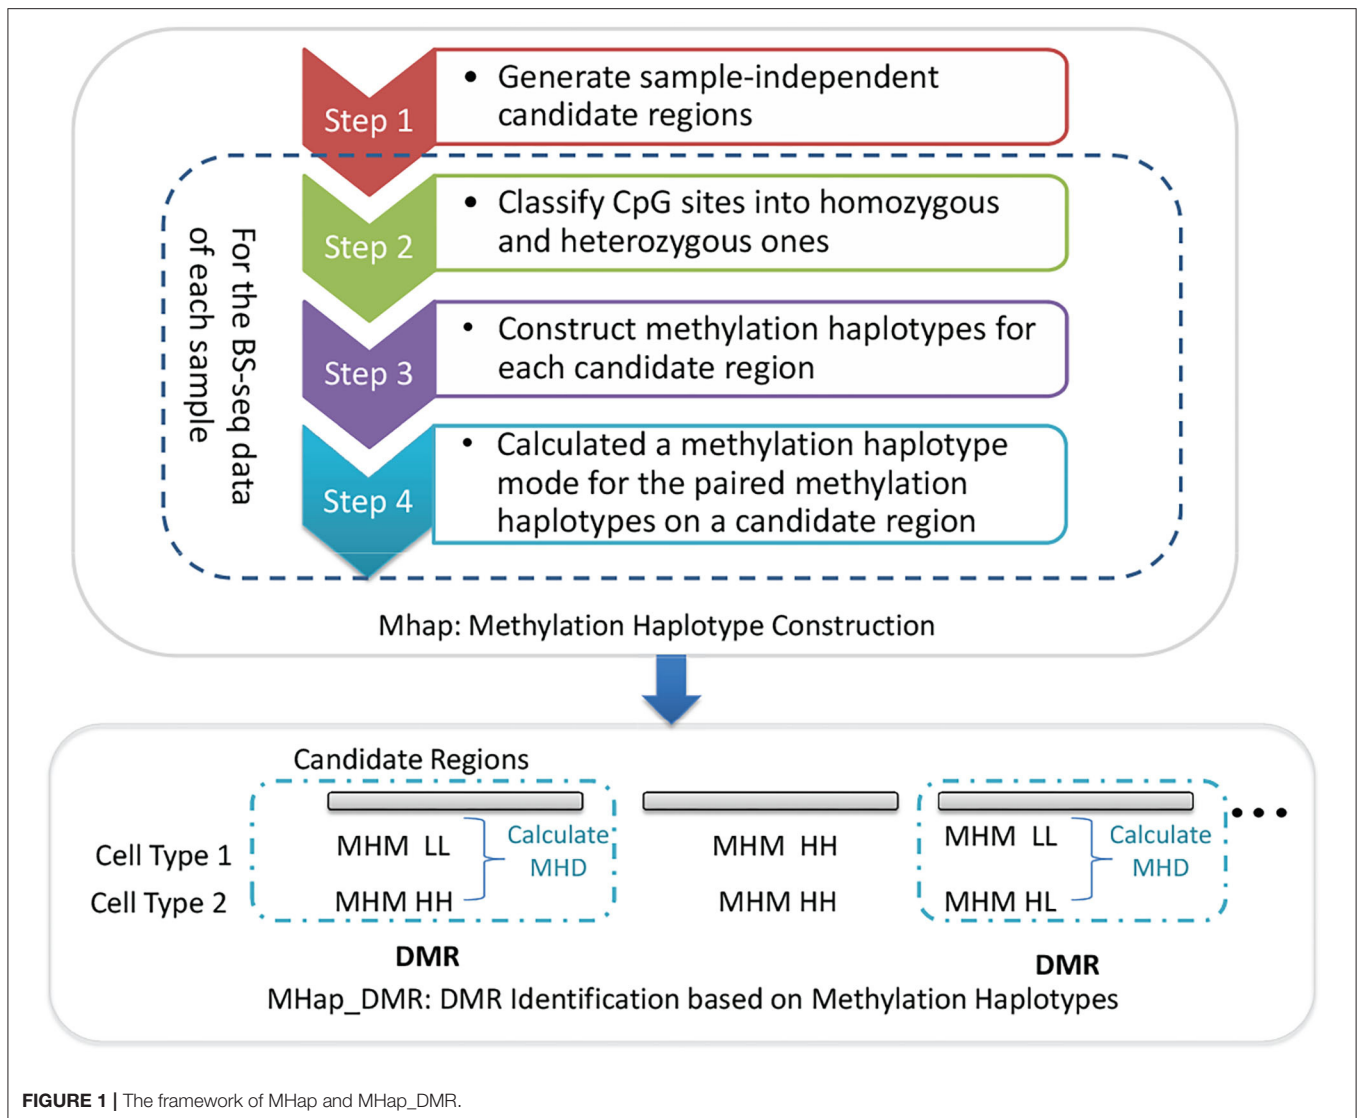 Step 1
• Generate sample-independent
candidate regions
For the BS-seq data
of each sample
Step 2
• Classify CpG sites into homozygous
and heterozygous ones
Step 3
• Construct methylation haplotypes for
each candidate region
Step 4
• Calculated a methylation haplotype
mode for the paired methylation
haplotypes on a candidate region
Mhap: Methylation Haplotype Construction
Candidate Regions
Cell Type 1
MHM LL
Calculate
MHD
MHM HH
MHM LL
Calculate
MHD
...
Cell Type 2
MHM HH
MHM HH
MHM HL
DMR
DMR
MHap_DMR: DMR Identification based on Methylation Haplotypes
FIGURE 1 | The framework of MHap and MHap_DMR.